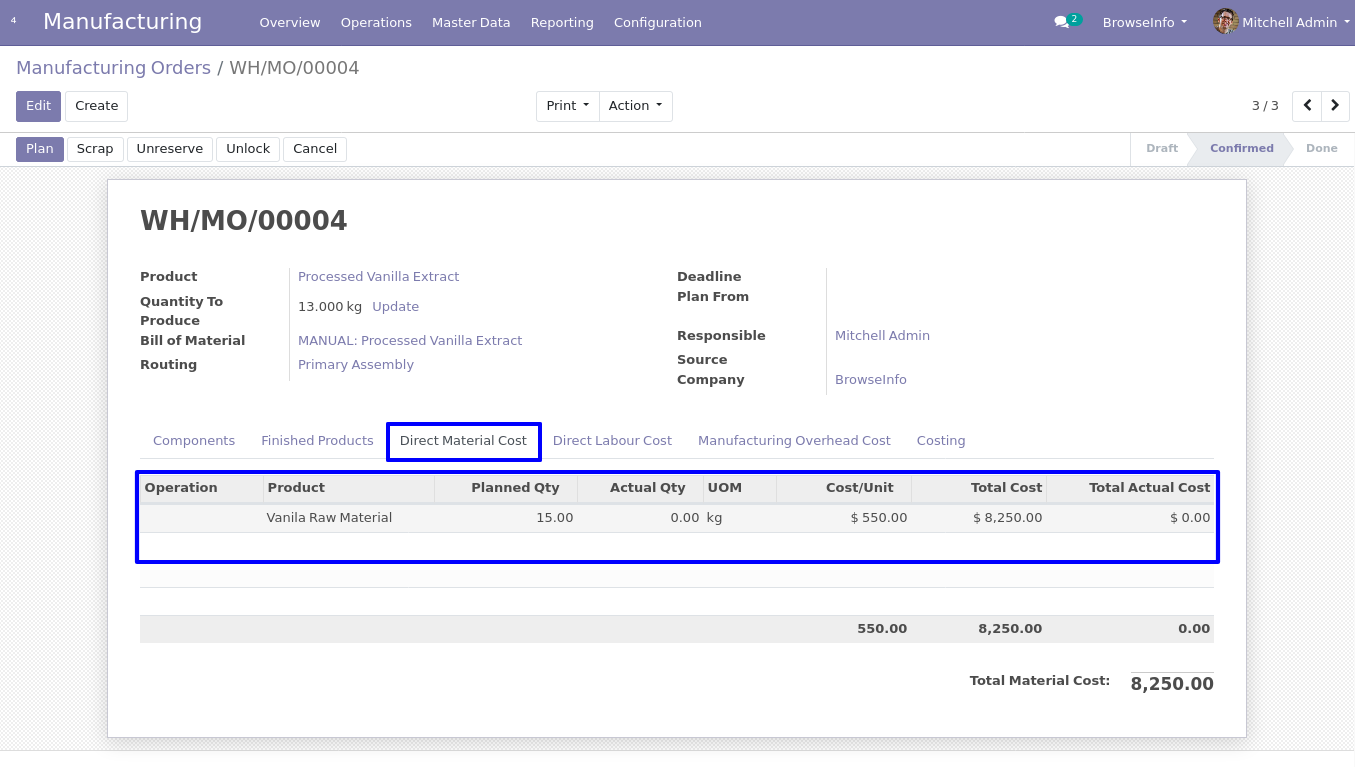 4 Manufacturing Overview Operations Master Data Reporting Configuration 2 BrowseInfo Mitchell Admin
Manufacturing Orders / WH/MO/00004
Edit Create Print Action 3 / 3
Plan Scrap Unreserve Unlock Cancel Draft Confirmed Done
WH/MO/00004
Product Processed Vanilla Extract
Quantity To Produce 13.000 kg Update
Bill of Material MANUAL: Processed Vanilla Extract
Routing Primary Assembly
Deadline
Plan From
Responsible Mitchell Admin
Source
Company BrowseInfo
Components Finished Products Direct Material Cost Direct Labour Cost Manufacturing Overhead Cost Costing
Operation Product Planned Qty Actual Qty UOM Cost/Unit Total Cost Total Actual Cost
Vanila Raw Material 15.00 0.00 kg $ 550.00 $ 8,250.00 $ 0.00
550.00 8,250.00 0.00
Total Material Cost: 8,250.00